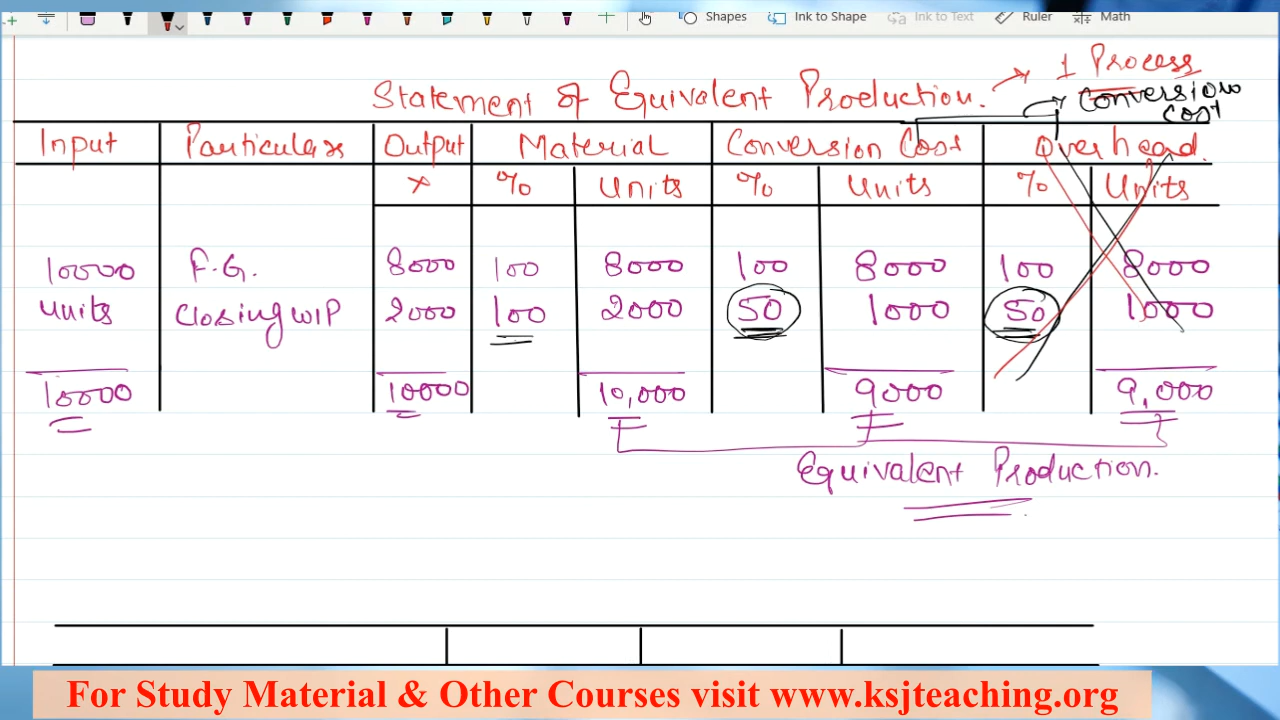 Shapes Ink to Shape Ink to Text Ruler Math
Statement of Equivalent Production. → 1 Process
Conversion
Cost
Input Particulars Output Material Conversion Cost Overhead.
x % Units % Units % Units
10000 F.G. 8000 100 8000 100 8000 100 8000
Units Closing WIP 2000 100 2000 50 1000 50 1000
10000 10000 10,000 9000 9,000
Equivalent Production.
For Study Material & Other Courses visit www.ksjteaching.org